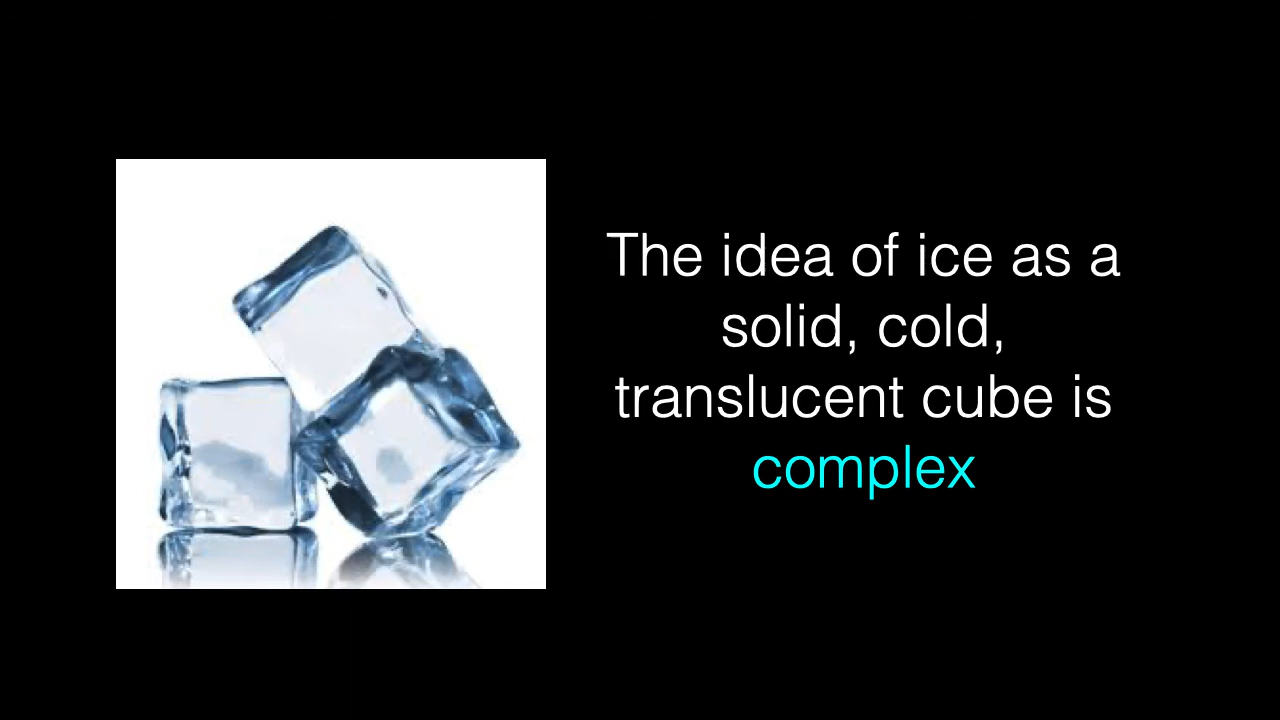 The idea of ice as a
solid, cold,
translucent cube is
complex